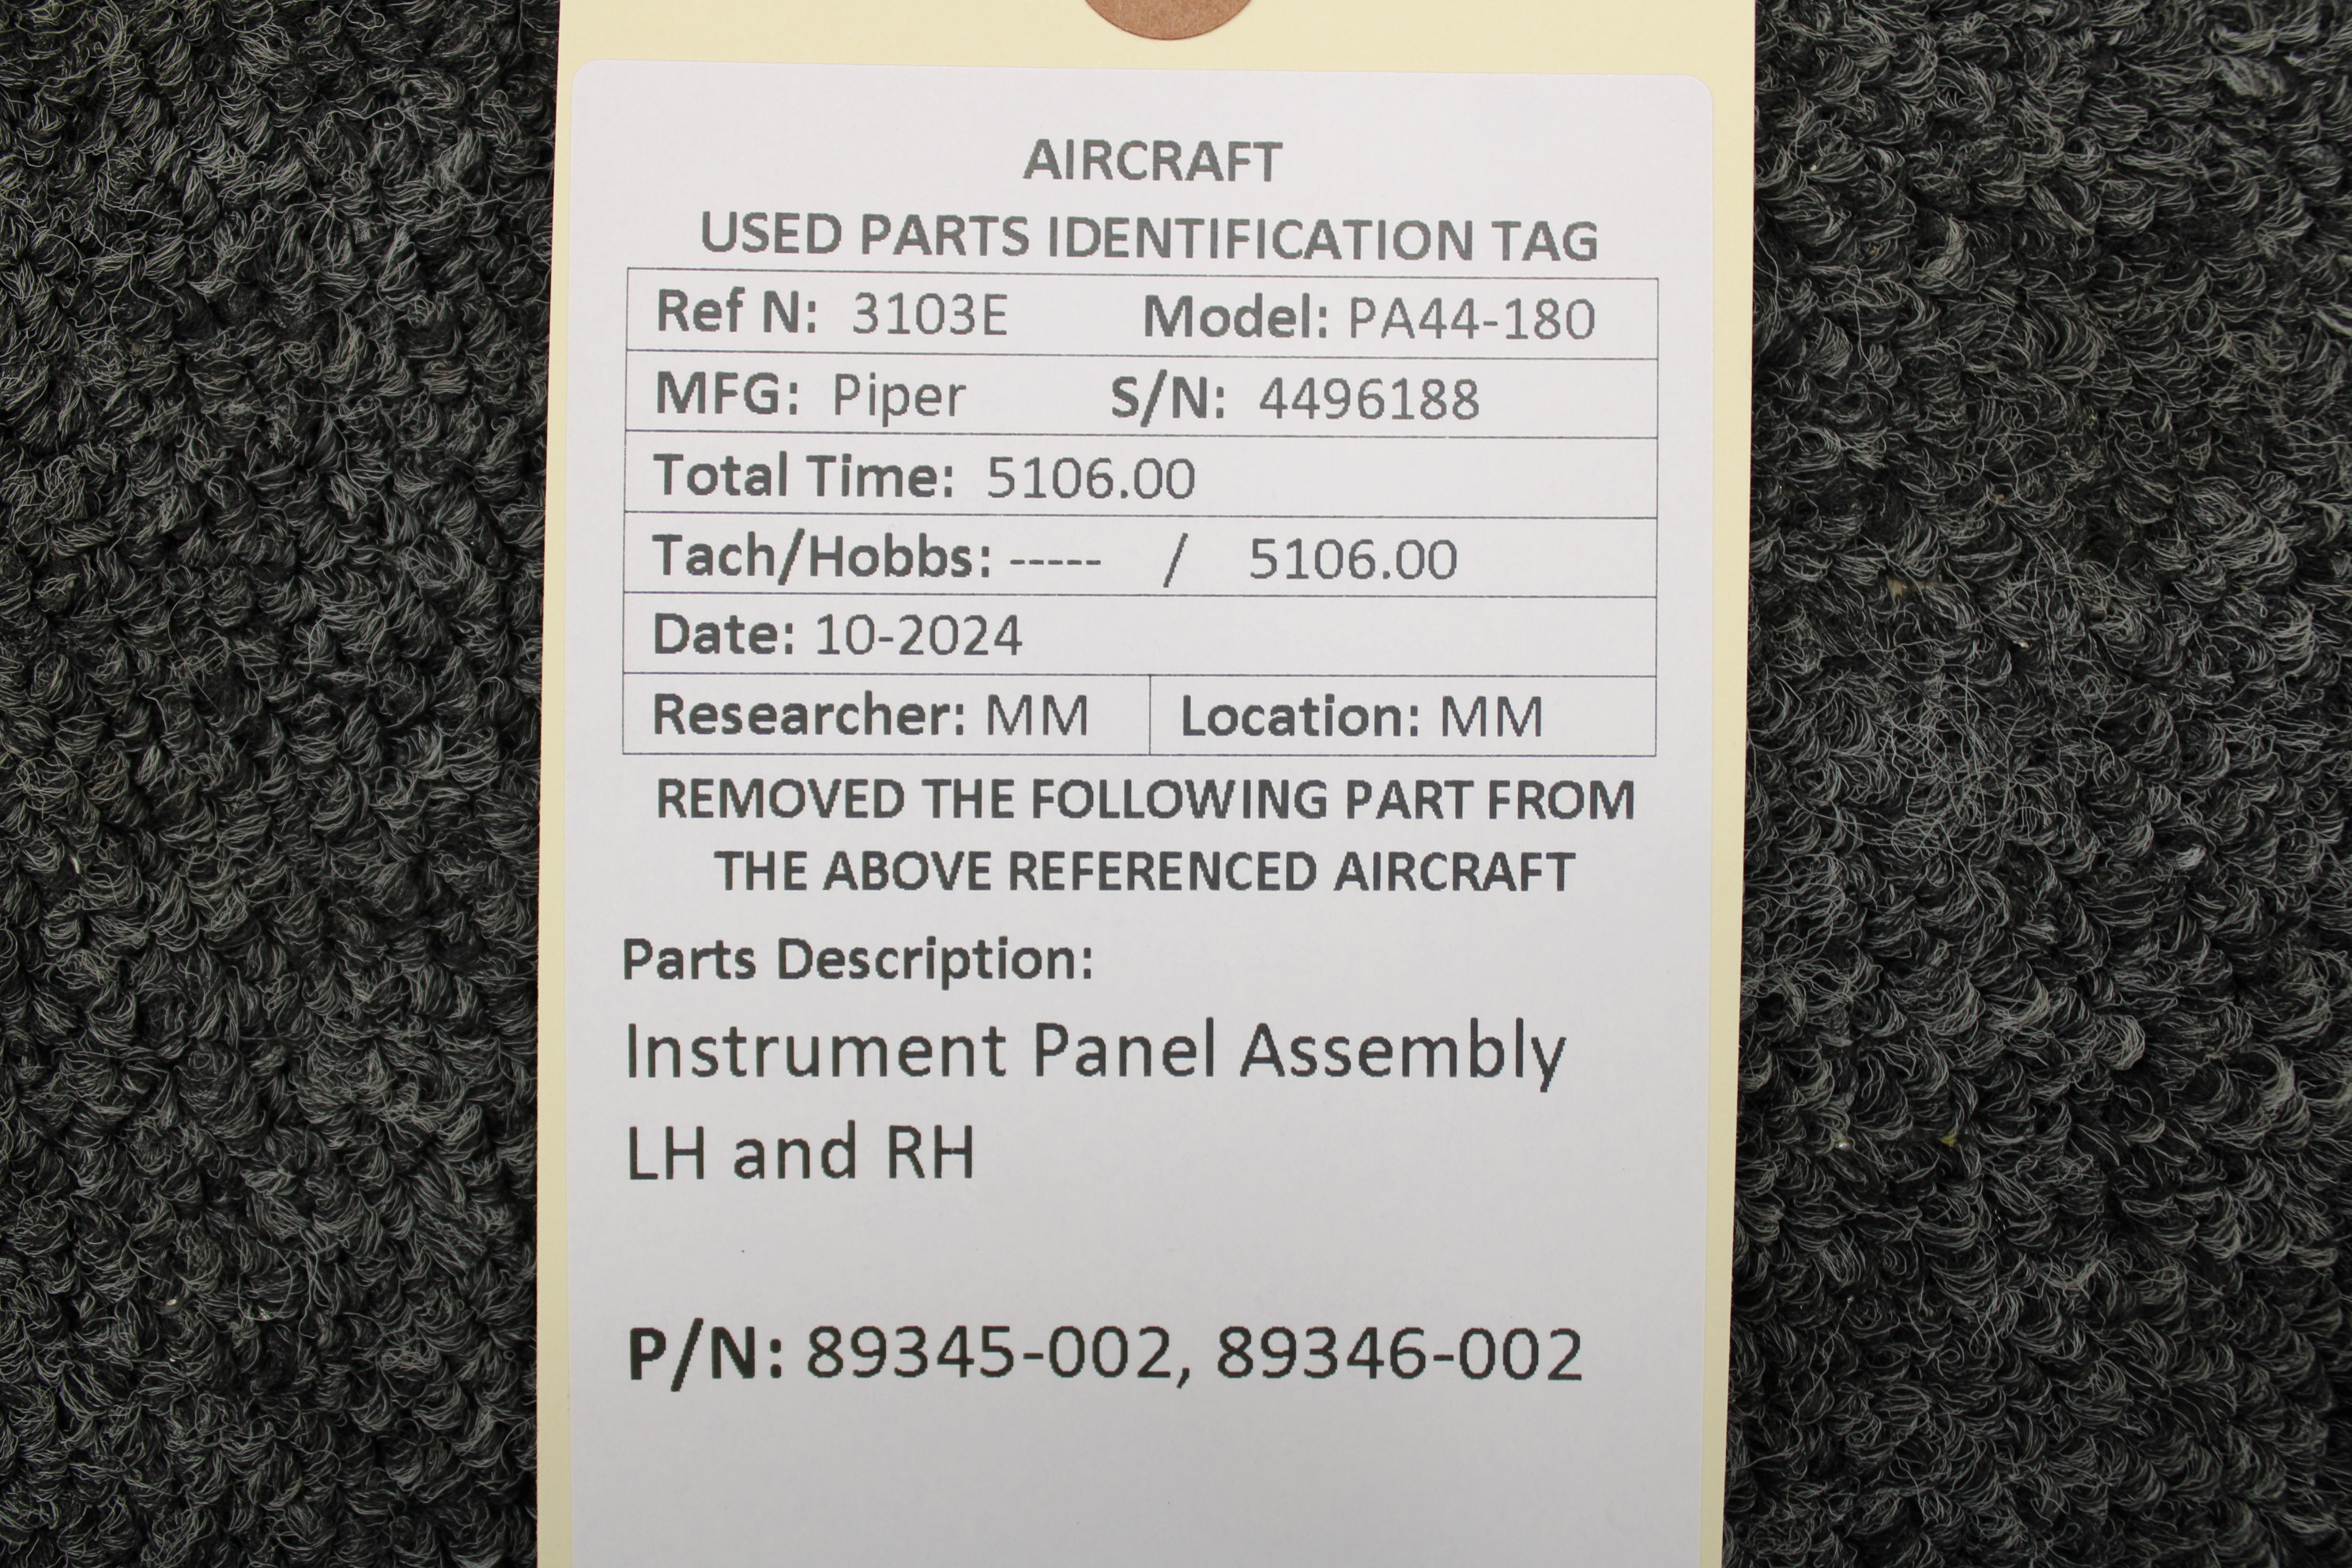 AIRCRAFT
USED PARTS IDENTIFICATION TAG
Ref N: 3103E Model: PA44-180
MFG: Piper S/N: 4496188
Total Time: 5106.00
Tach/Hobbs: ----- / 5106.00
Date: 10-2024
Researcher: MM Location: MM
REMOVED THE FOLLOWING PART FROM
THE ABOVE REFERENCED AIRCRAFT
Parts Description:
Instrument Panel Assembly
LH and RH
P/N: 89345-002, 89346-002